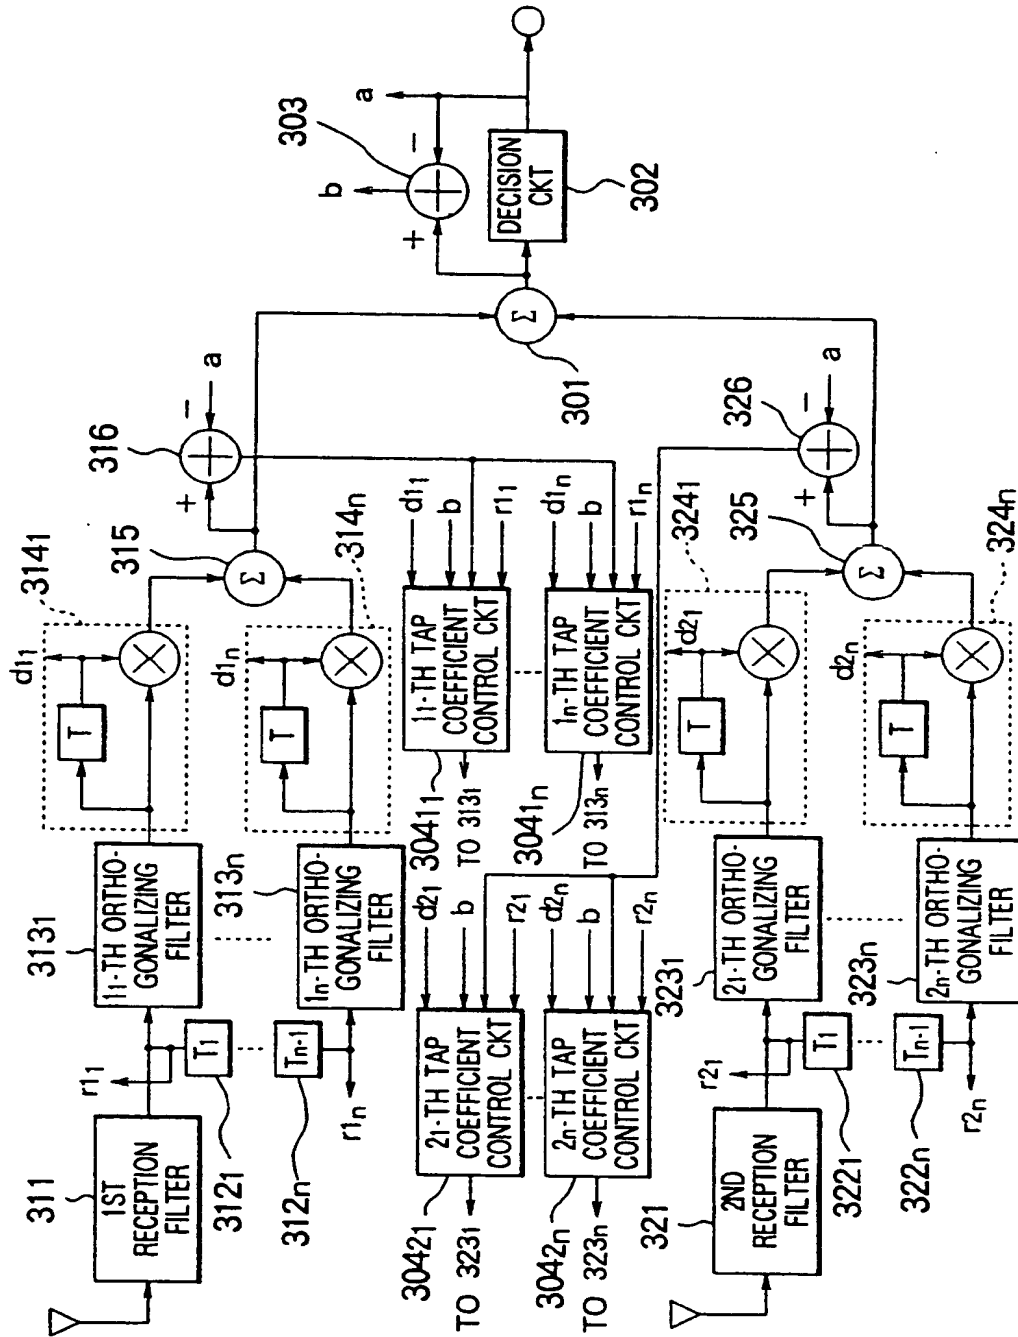 311
1ST
RECEPTION
FILTER
r1₁
T₁
312₁
Tₙ₋₁
312ₙ
r1ₙ
313₁
1₁-TH ORTHO-
GONALIZING
FILTER
313ₙ
1ₙ-TH ORTHO-
GONALIZING
FILTER
314₁
d1₁
T
314ₙ
d1ₙ
T
315
Σ
316
+
−
a
d1₁
b
r1₁
1₁-TH TAP
COEFFICIENT
CONTROL CKT
304₁₁
TO 313₁
d1ₙ
b
r1ₙ
1ₙ-TH TAP
COEFFICIENT
CONTROL CKT
304₁ₙ
TO 313ₙ
d2₁
b
r2₁
2₁-TH TAP
COEFFICIENT
CONTROL CKT
304₂₁
TO 323₁
d2ₙ
b
r2ₙ
2ₙ-TH TAP
COEFFICIENT
CONTROL CKT
304₂ₙ
TO 323ₙ
321
2ND
RECEPTION
FILTER
r2₁
T₁
322₁
Tₙ₋₁
322ₙ
r2ₙ
323₁
2₁-TH ORTHO-
GONALIZING
FILTER
323ₙ
2ₙ-TH ORTHO-
GONALIZING
FILTER
324₁
d2₁
T
324ₙ
d2ₙ
T
325
Σ
326
+
−
a
301
Σ
303
+
−
b
a
DECISION
CKT
302